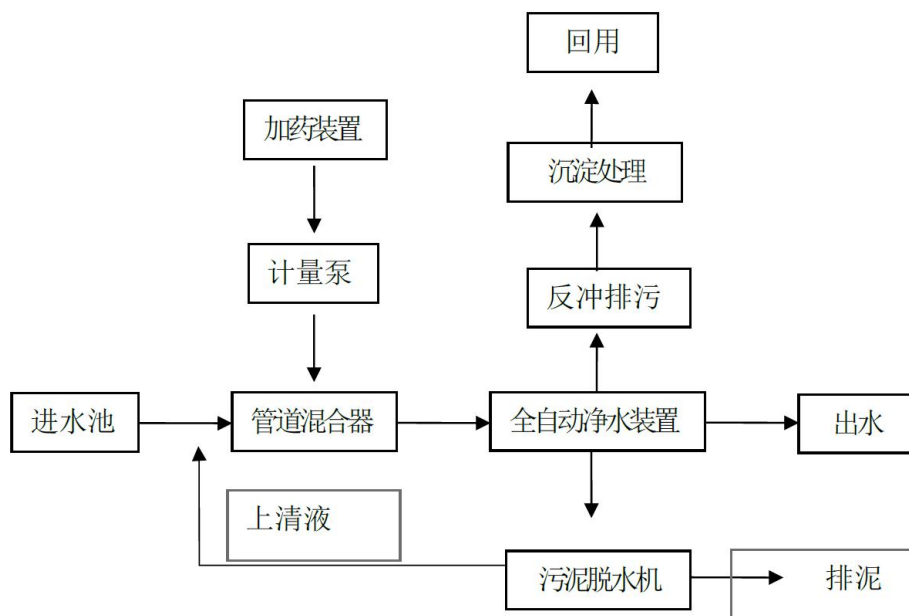 回用
加药装置
沉淀处理
计量泵
反冲排污
进水池
管道混合器
全自动净水装置
出水
上清液
污泥脱水机
排泥